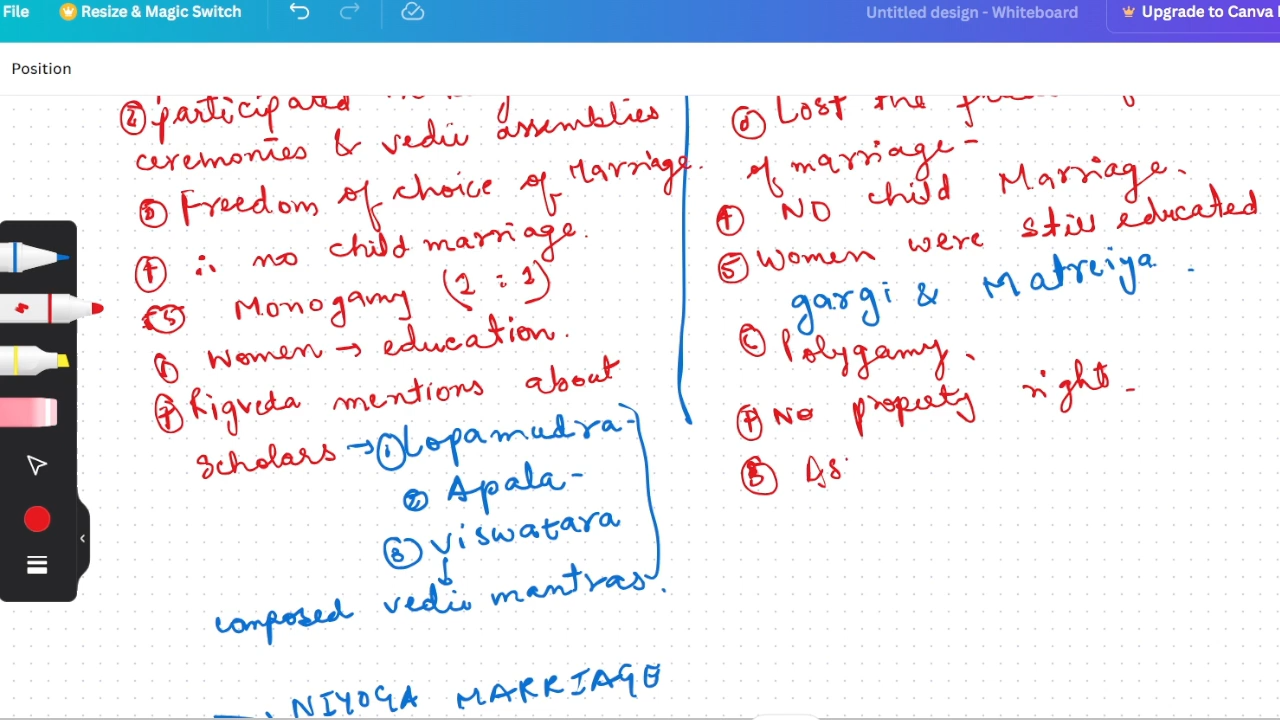 File Resize & Magic Switch Untitled design - Whiteboard Upgrade to Canva
Position
② participated
ceremonies & vedic assemblies
③ Freedom of choice of Marriage.
④ ∴ no child marriage.
⑤ Monogamy (1 : 1)
⑥ Women → education.
⑦ Rigveda mentions about
scholars → ① Lopamudra -
② Apala -
③ Viswatara
↓
composed vedic mantras.
NIYOGA MARRIAGE
Lost the
of marriage -
④ NO child Marriage.
⑤ Women were still educated
gargi & Matreiya.
⑥ Polygamy.
⑦ No property right -
⑧ As